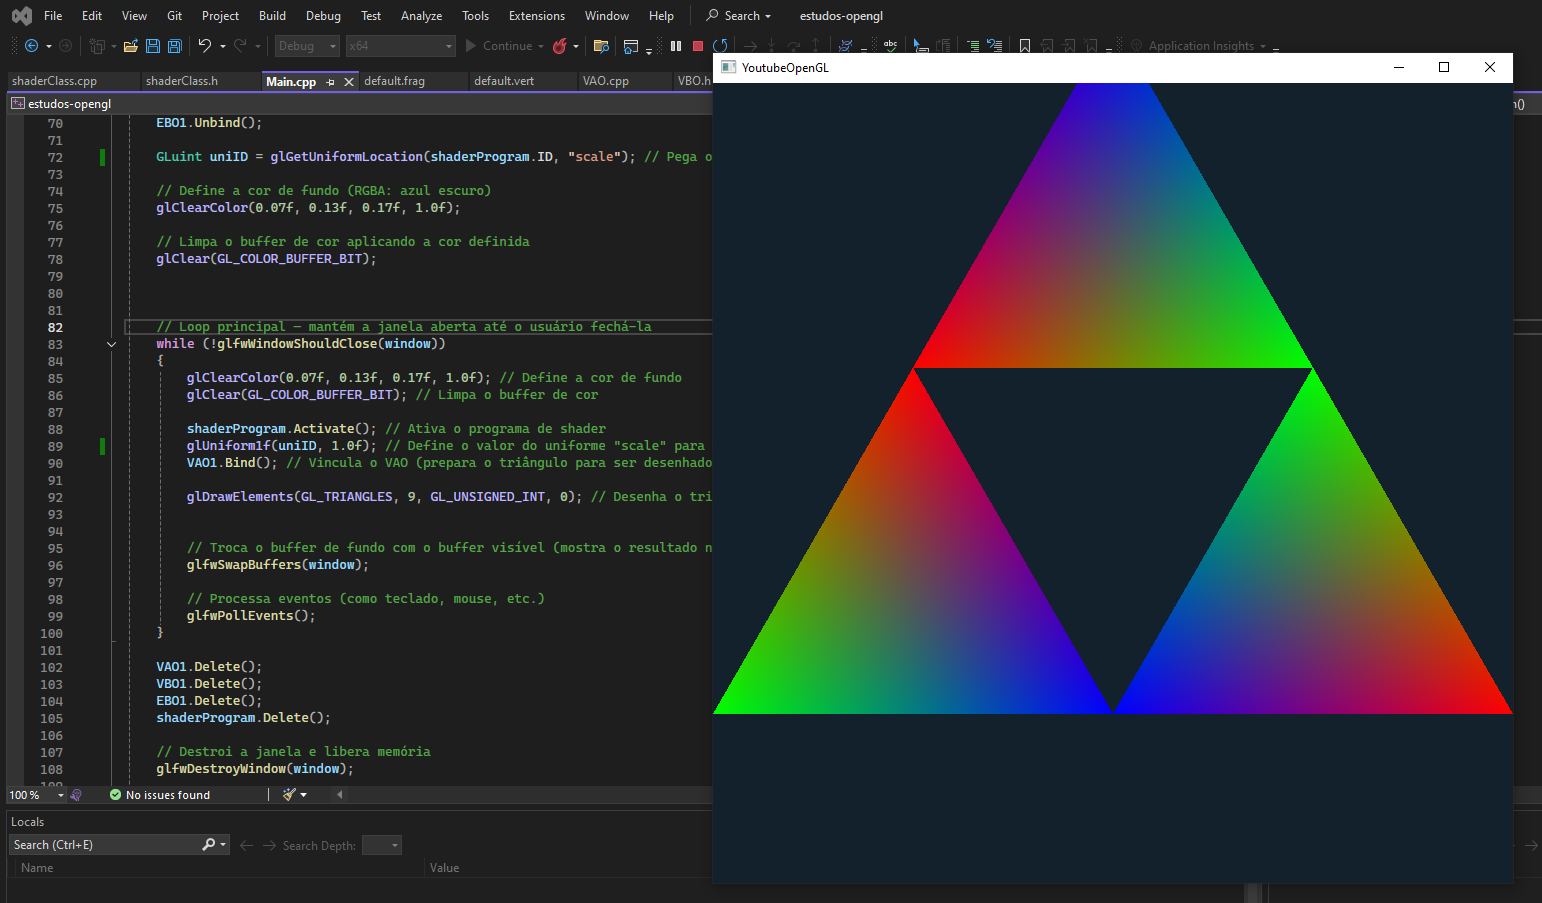 File Edit View Git Project Build Debug Test Analyze Tools Extensions Window Help Search estudos-opengl
Debug x64 Continue Application Insights
shaderClass.cpp shaderClass.h Main.cpp default.frag default.vert VAO.cpp VBO.h
YoutubeOpenGL
estudos-opengl
70 EBO1.Unbind();
71
72 GLuint uniID = glGetUniformLocation(shaderProgram.ID, "scale"); // Pega o
73
74 // Define a cor de fundo (RGBA: azul escuro)
75 glClearColor(0.07f, 0.13f, 0.17f, 1.0f);
76
77 // Limpa o buffer de cor aplicando a cor definida
78 glClear(GL_COLOR_BUFFER_BIT);
79
80
81
82 // Loop principal — mantém a janela aberta até o usuário fechá-la
83 while (!glfwWindowShouldClose(window))
84 {
85 glClearColor(0.07f, 0.13f, 0.17f, 1.0f); // Define a cor de fundo
86 glClear(GL_COLOR_BUFFER_BIT); // Limpa o buffer de cor
87
88 shaderProgram.Activate(); // Ativa o programa de shader
89 glUniform1f(uniID, 1.0f); // Define o valor do uniforme "scale" para
90 VAO1.Bind(); // Vincula o VAO (prepara o triângulo para ser desenhado
91
92 glDrawElements(GL_TRIANGLES, 9, GL_UNSIGNED_INT, 0); // Desenha o tri
93
94
95 // Troca o buffer de fundo com o buffer visível (mostra o resultado n
96 glfwSwapBuffers(window);
97
98 // Processa eventos (como teclado, mouse, etc.)
99 glfwPollEvents();
100 }
101
102 VAO1.Delete();
103 VBO1.Delete();
104 EBO1.Delete();
105 shaderProgram.Delete();
106
107 // Destroi a janela e libera memória
108 glfwDestroyWindow(window);
100 % No issues found
Locals
Search (Ctrl+E) Search Depth:
Name Value